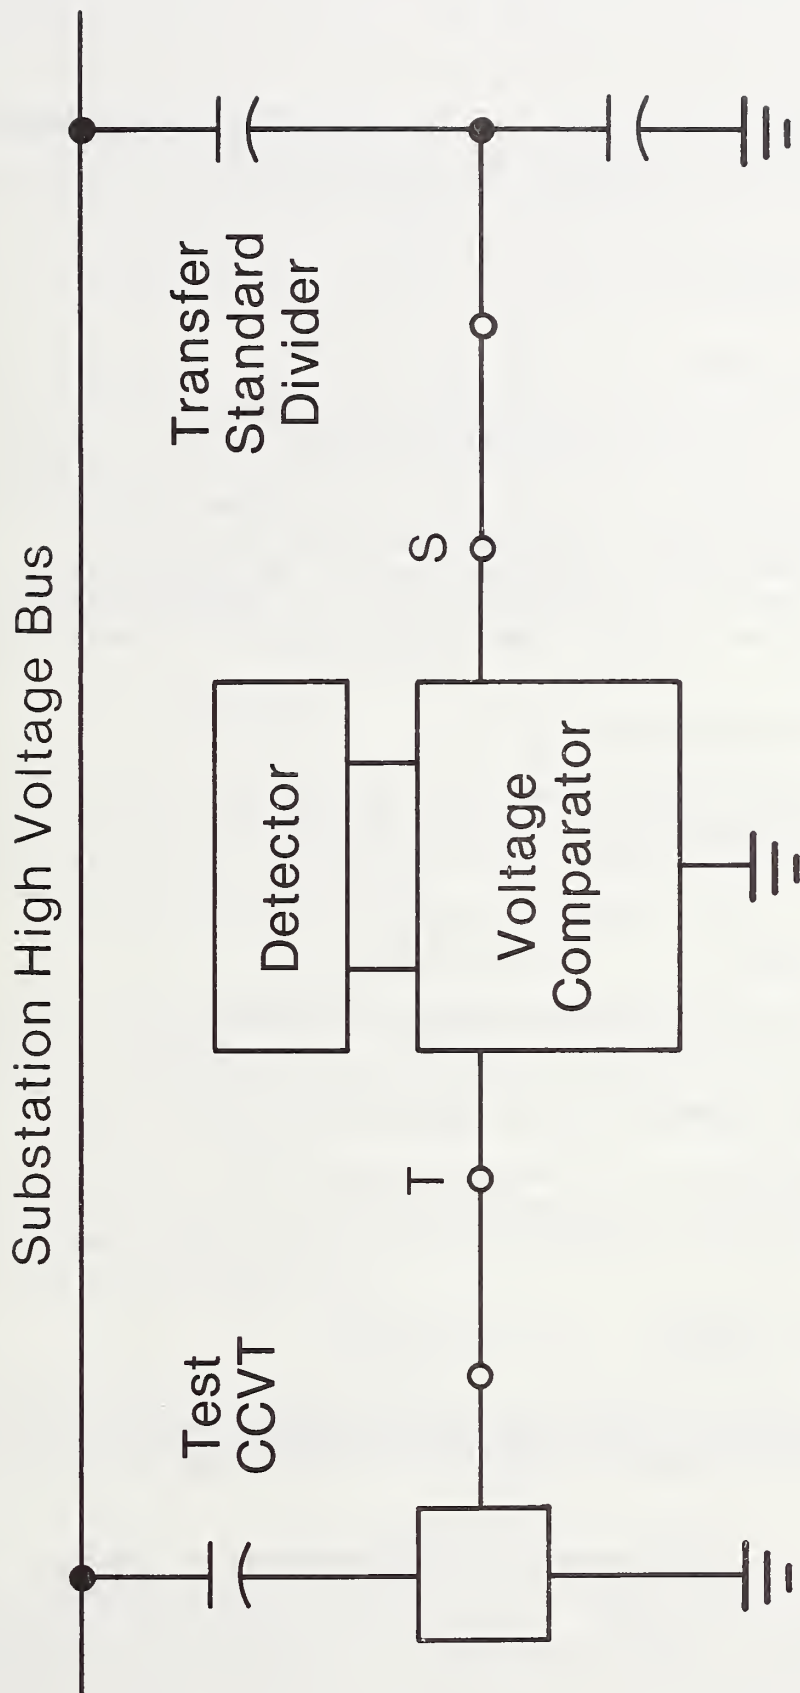 Substation High Voltage Bus
Test
CCVT
T
Detector
Voltage
Comparator
S
Transfer
Standard
Divider